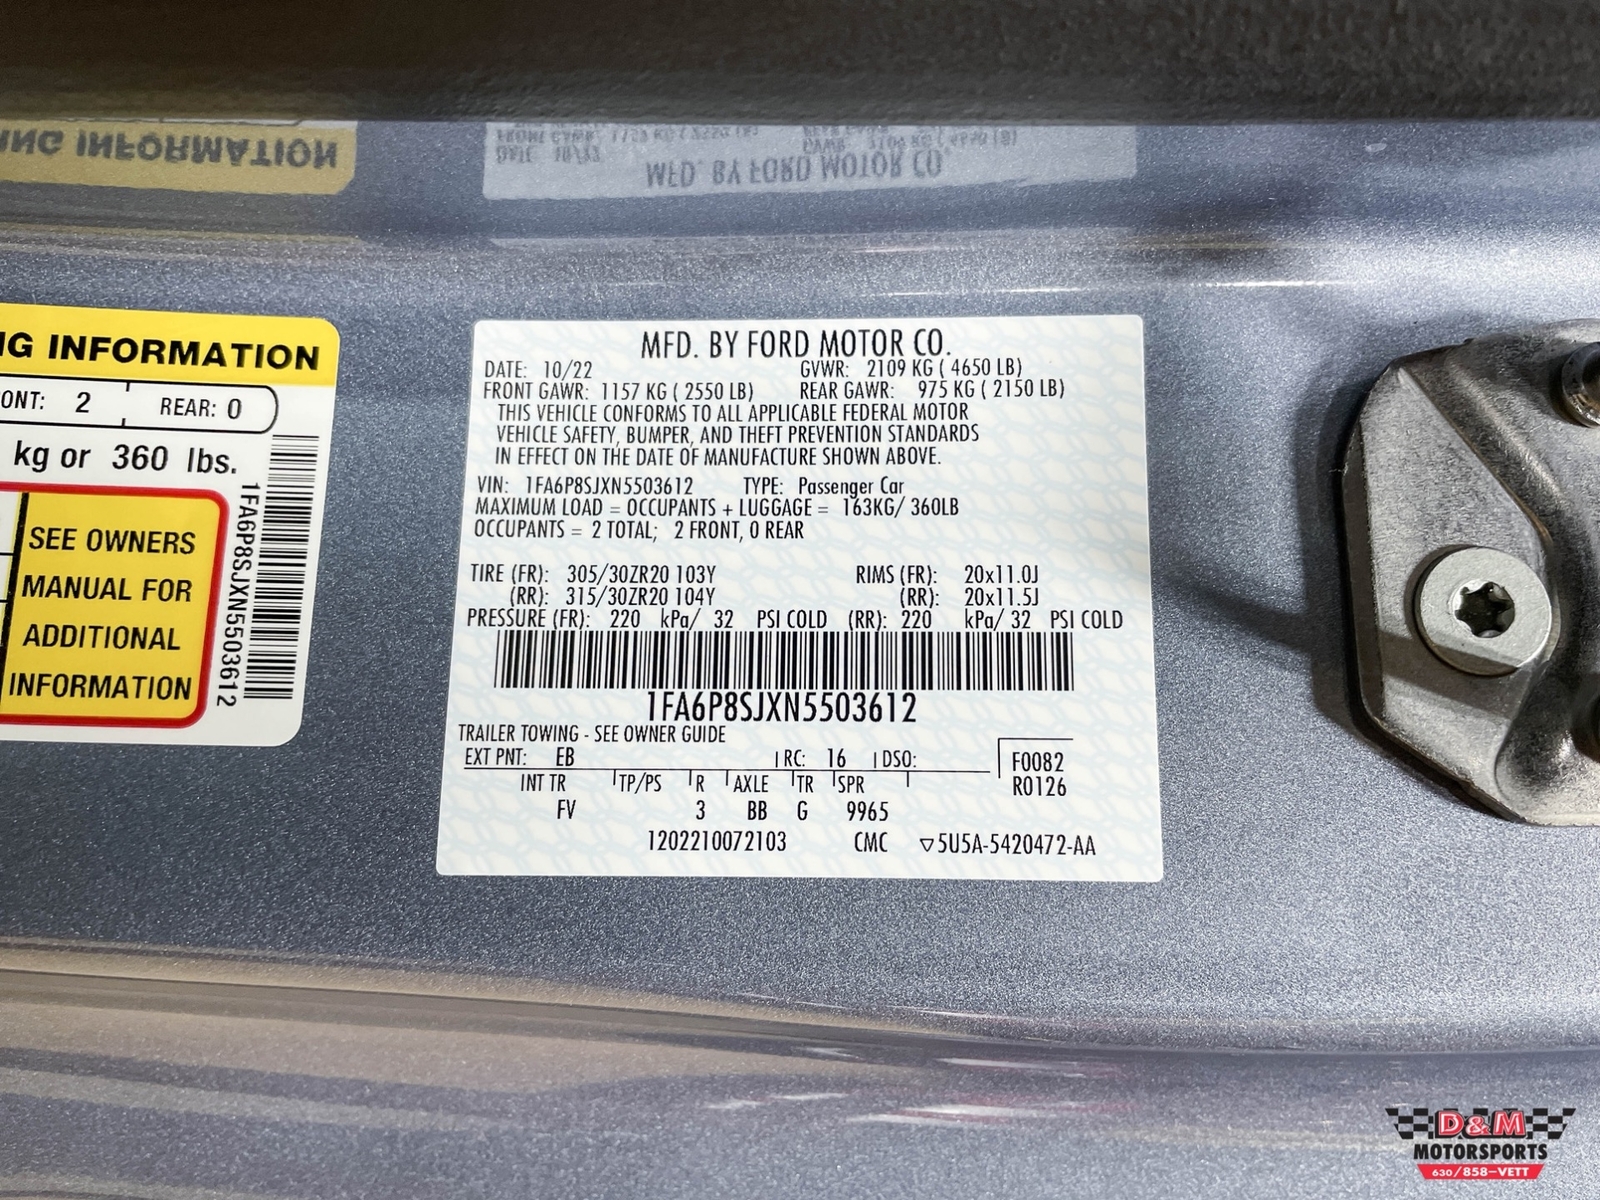 NG INFORMATION
MFD. BY FORD MOTOR CO.
G INFORMATION
ONT: 2 REAR: 0
kg or 360 lbs.
SEE OWNERS
MANUAL FOR
ADDITIONAL
INFORMATION
1FA6P8SJXN5503612
MFD. BY FORD MOTOR CO.
DATE: 10/22 GVWR: 2109 KG ( 4650 LB)
FRONT GAWR: 1157 KG ( 2550 LB) REAR GAWR: 975 KG ( 2150 LB)
THIS VEHICLE CONFORMS TO ALL APPLICABLE FEDERAL MOTOR
VEHICLE SAFETY, BUMPER, AND THEFT PREVENTION STANDARDS
IN EFFECT ON THE DATE OF MANUFACTURE SHOWN ABOVE.
VIN: 1FA6P8SJXN5503612 TYPE: Passenger Car
MAXIMUM LOAD = OCCUPANTS + LUGGAGE = 163KG/ 360LB
OCCUPANTS = 2 TOTAL; 2 FRONT, 0 REAR
TIRE (FR): 305/30ZR20 103Y RIMS (FR): 20x11.0J
(RR): 315/30ZR20 104Y (RR): 20x11.5J
PRESSURE (FR): 220 kPa/ 32 PSI COLD (RR): 220 kPa/ 32 PSI COLD
1FA6P8SJXN5503612
TRAILER TOWING - SEE OWNER GUIDE
EXT PNT: EB RC: 16 DSO: F0082
R0126
INT TR TP/PS R AXLE TR SPR
FV 3 BB G 9965
1202210072103 CMC ▽5U5A-5420472-AA
D&M
MOTORSPORTS
630/858-VETT